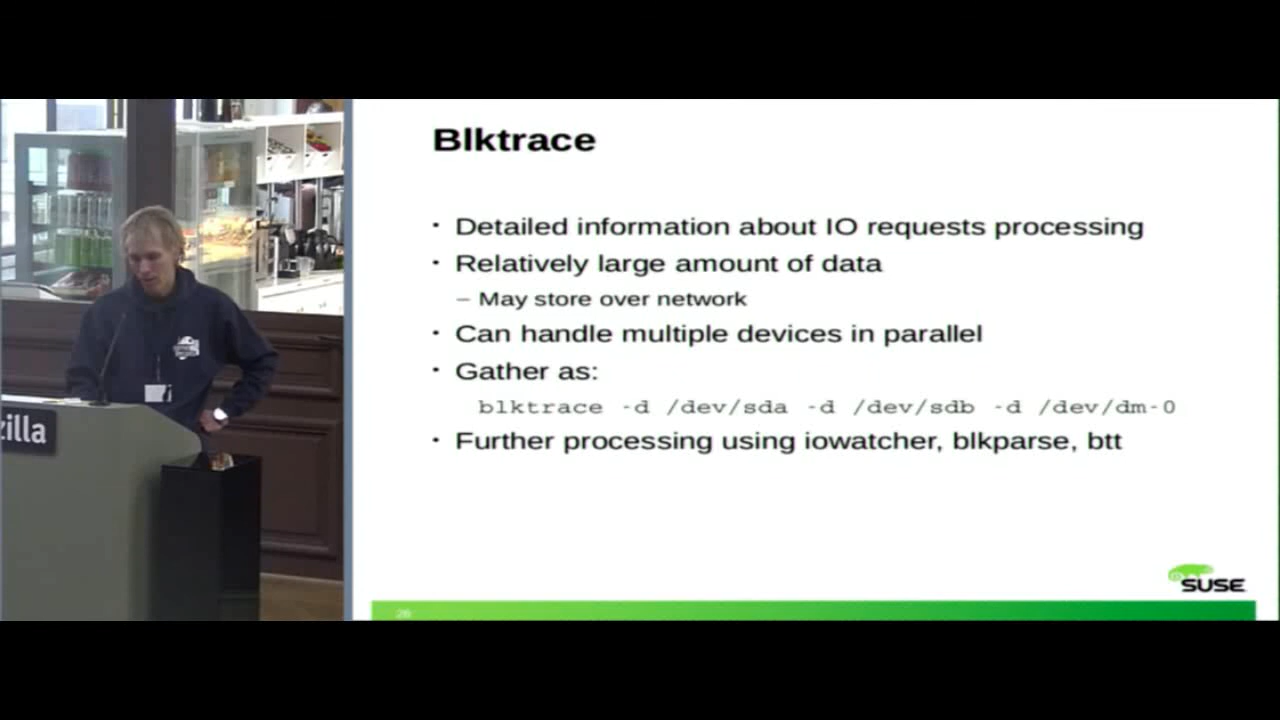 Blktrace
· Detailed information about IO requests processing
· Relatively large amount of data
– May store over network
· Can handle multiple devices in parallel
· Gather as:
blktrace -d /dev/sda -d /dev/sdb -d /dev/dm-0
· Further processing using iowatcher, blkparse, btt
SUSE
26
zilla